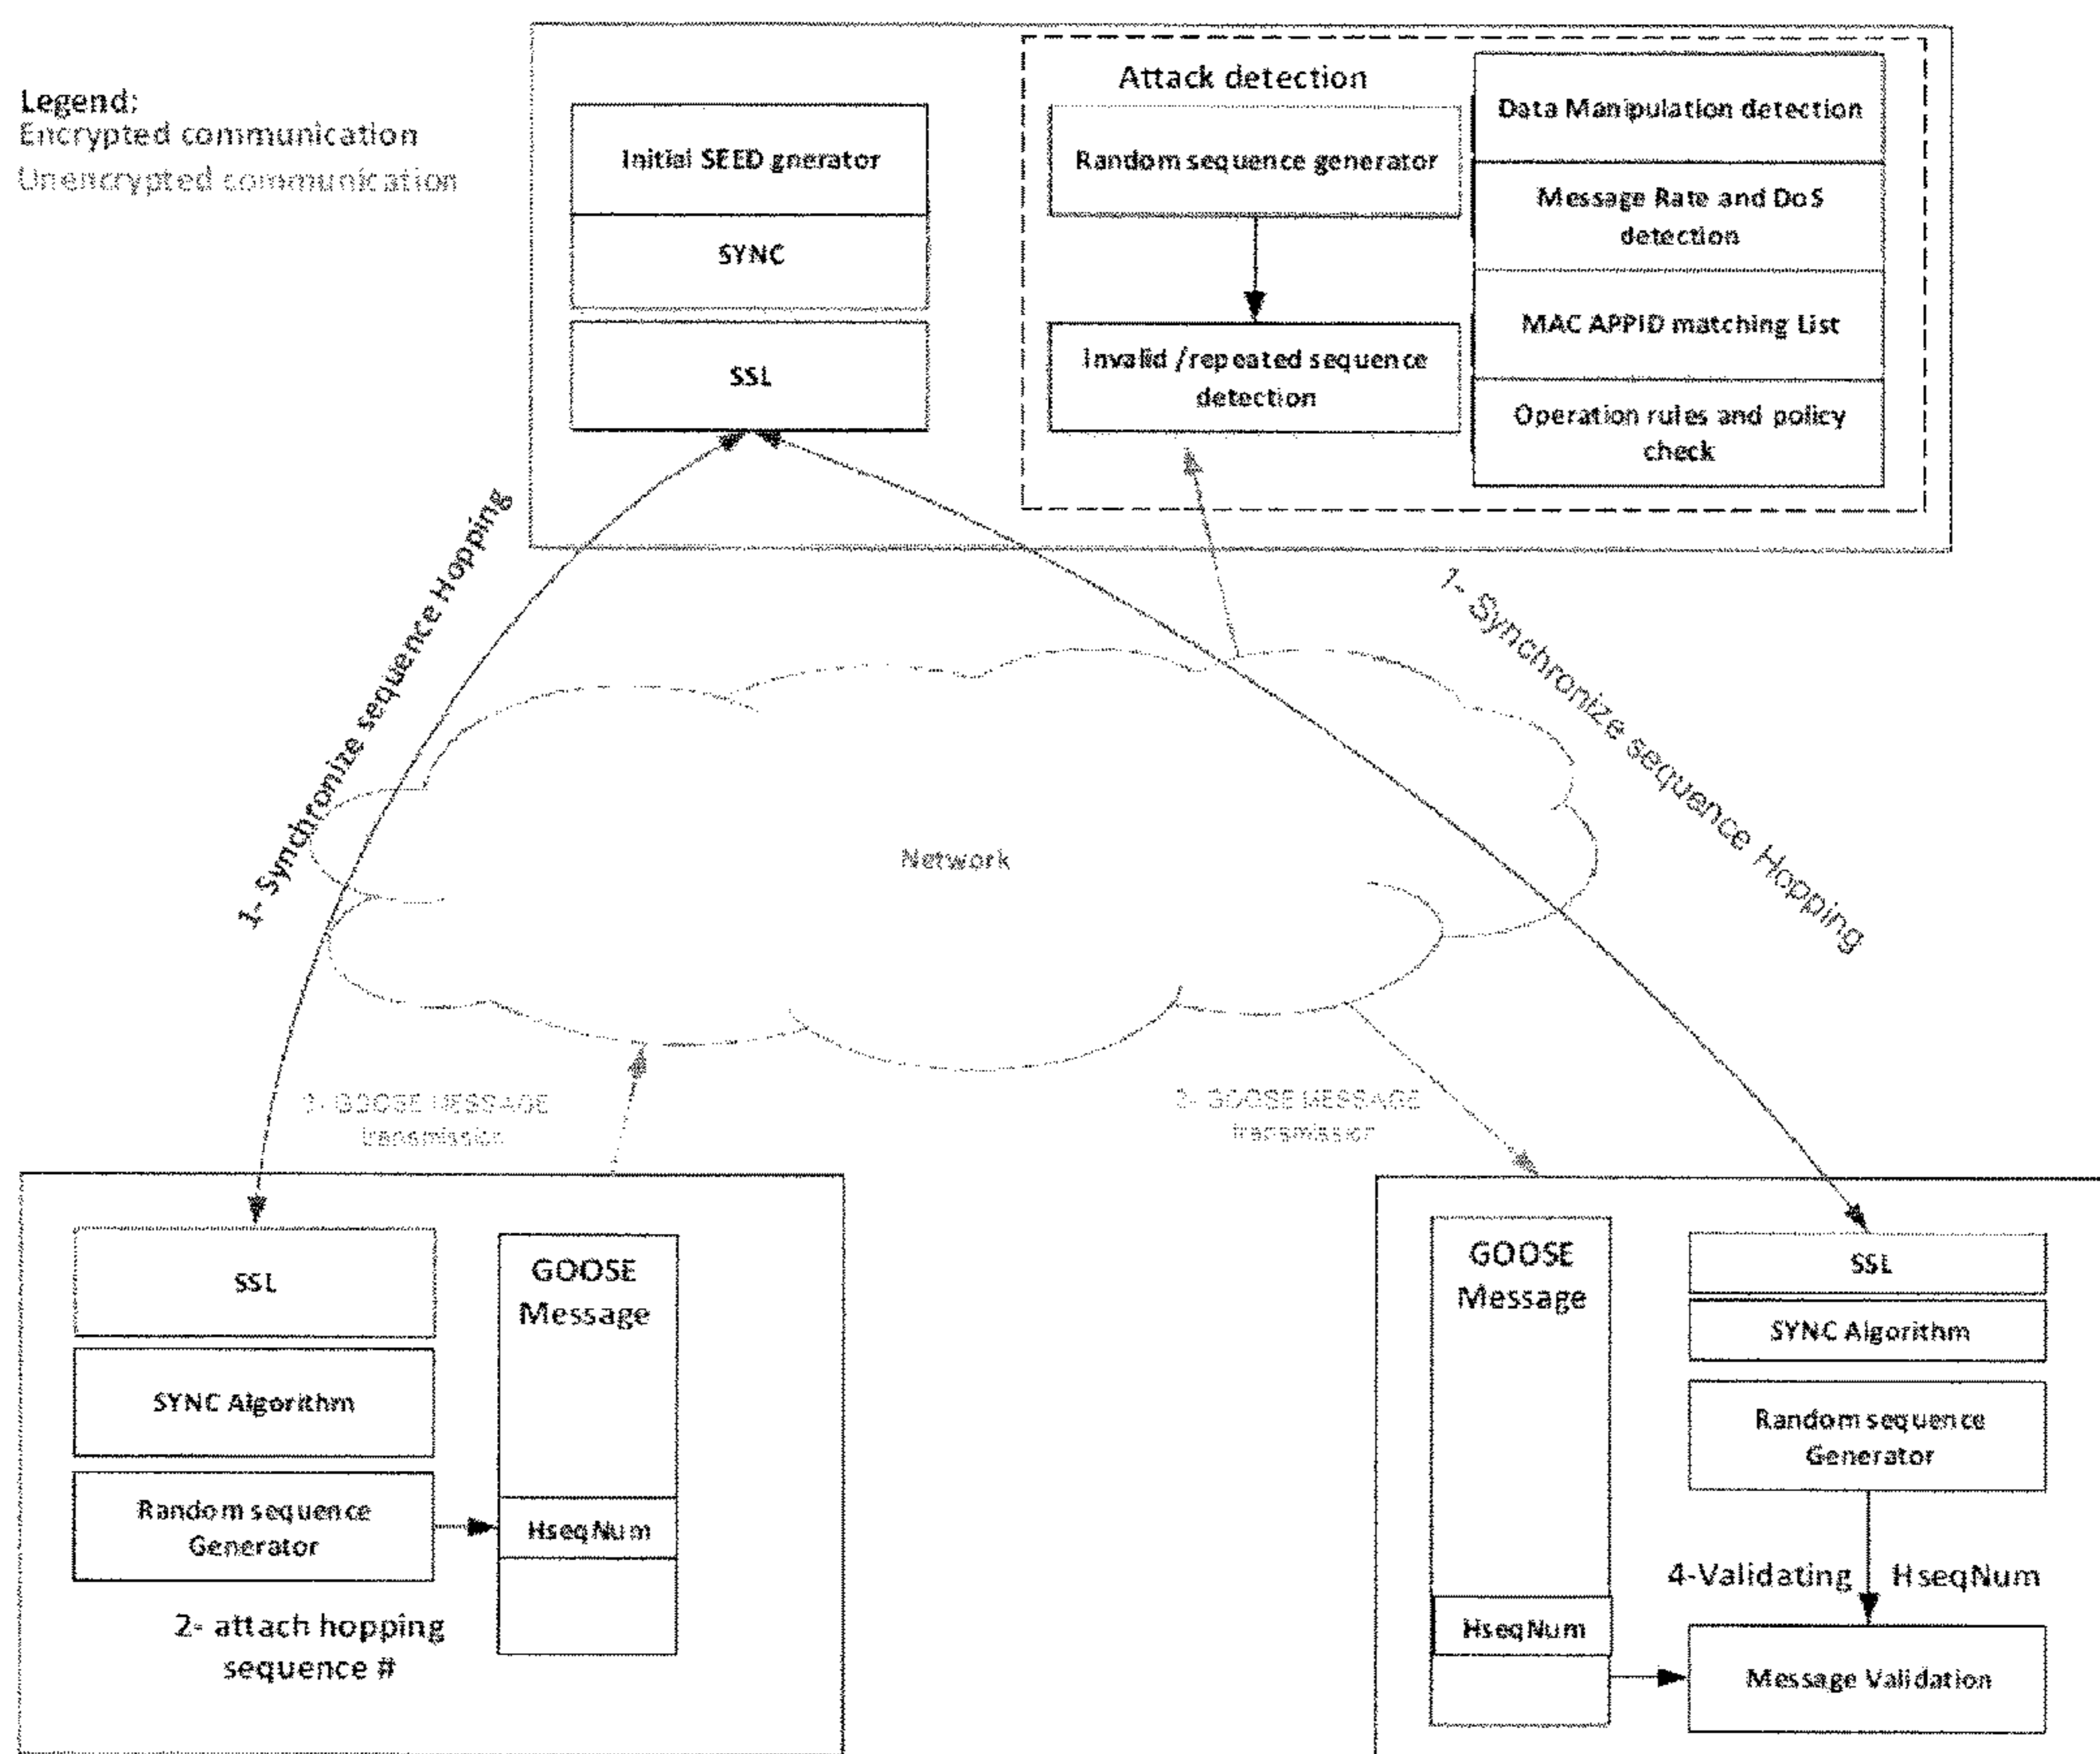 Legend:
Encrypted communication
Unencrypted communication
Initial SEED gnerator
SYNC
SSL
Attack detection
Random sequence generator
Invalid /repeated sequence
detection
Data Manipulation detection
Message Rate and DoS
detection
MAC APPID matching List
Operation rules and policy
check
1- Synchronize sequence Hopping
1- Synchronize sequence Hopping
Network
3- GOOSE MESSAGE
transmission
3- GOOSE MESSAGE
transmission
SSL
SYNC Algorithm
Random sequence
Generator
2- attach hopping
sequence #
GOOSE
Message
HseqNum
GOOSE
Message
HseqNum
SSL
SYNC Algorithm
Random sequence
Generator
4-Validating HseqNum
Message Validation